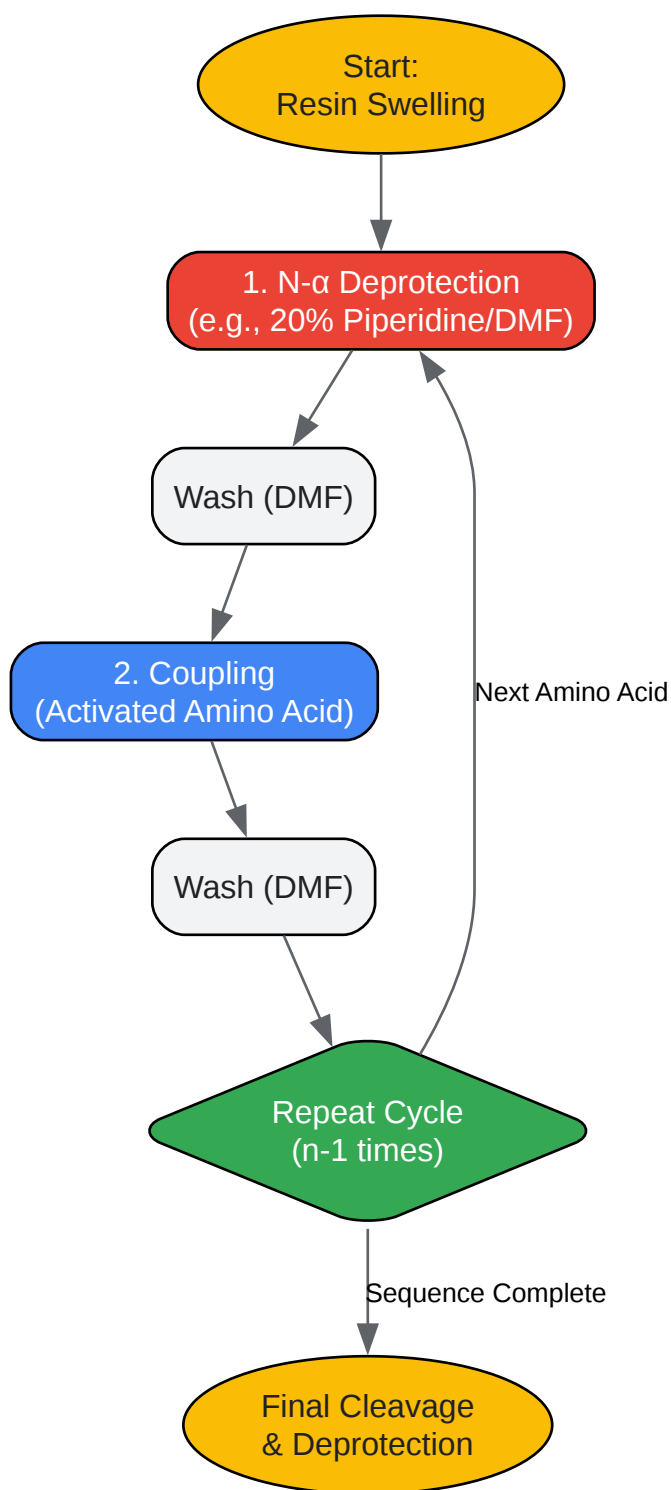 Start:
Resin Swelling
1. N-α Deprotection
(e.g., 20% Piperidine/DMF)
Wash (DMF)
2. Coupling
(Activated Amino Acid)
Next Amino Acid
Wash (DMF)
Repeat Cycle
(n-1 times)
Sequence Complete
Final Cleavage
& Deprotection